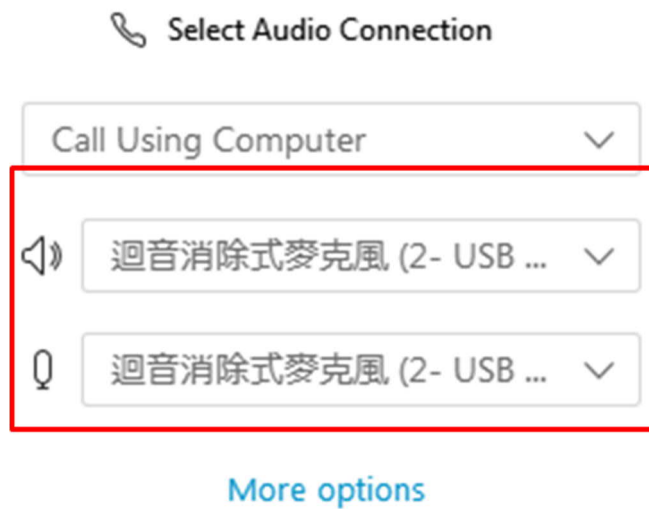 Select Audio Connection
Call Using Computer
迴音消除式麥克風 (2- USB ...
迴音消除式麥克風 (2- USB ...
More options